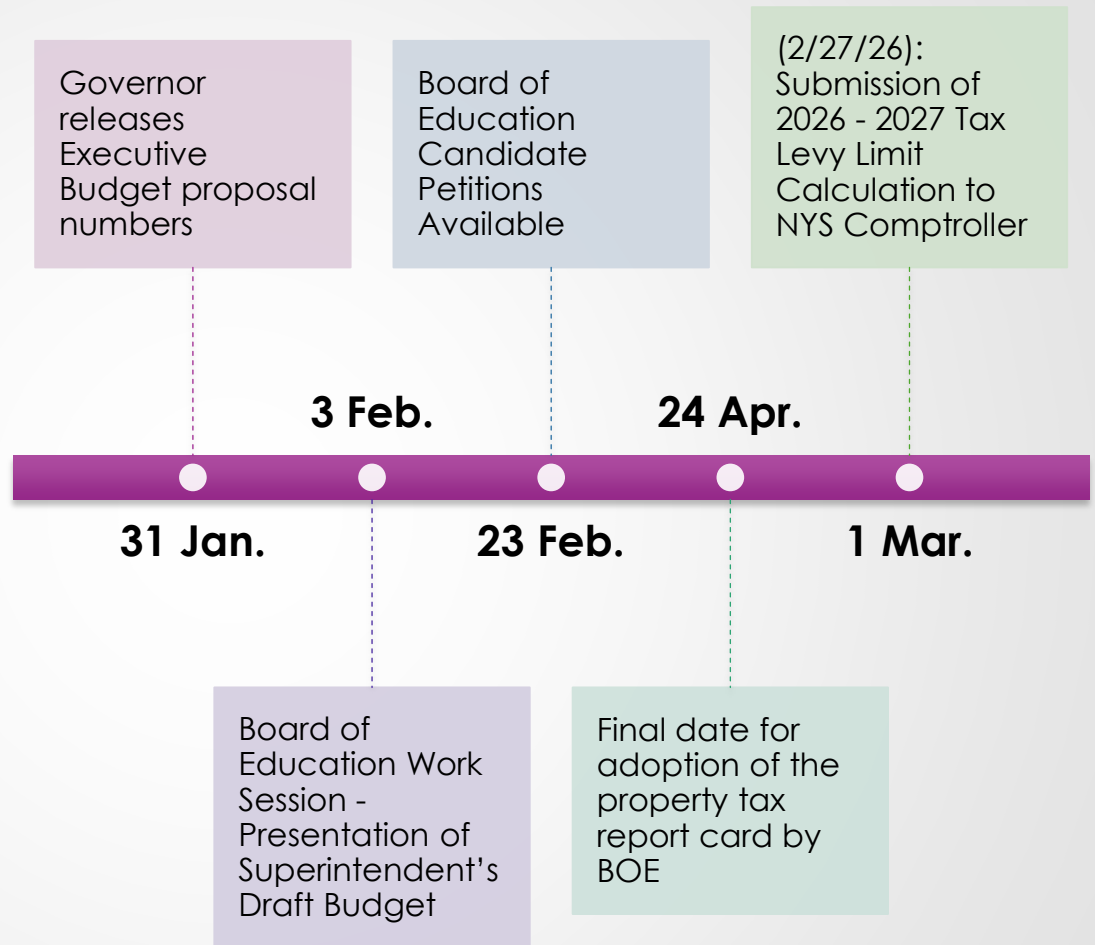 Governor
releases
Executive
Budget proposal
numbers
Board of
Education
Candidate
Petitions
Available
(2/27/26):
Submission of
2026 - 2027 Tax
Levy Limit
Calculation to
NYS Comptroller
3 Feb.
24 Apr.
31 Jan.
23 Feb.
1 Mar.
Board of
Education Work
Session -
Presentation of
Superintendent’s
Draft Budget
Final date for
adoption of the
property tax
report card by
BOE